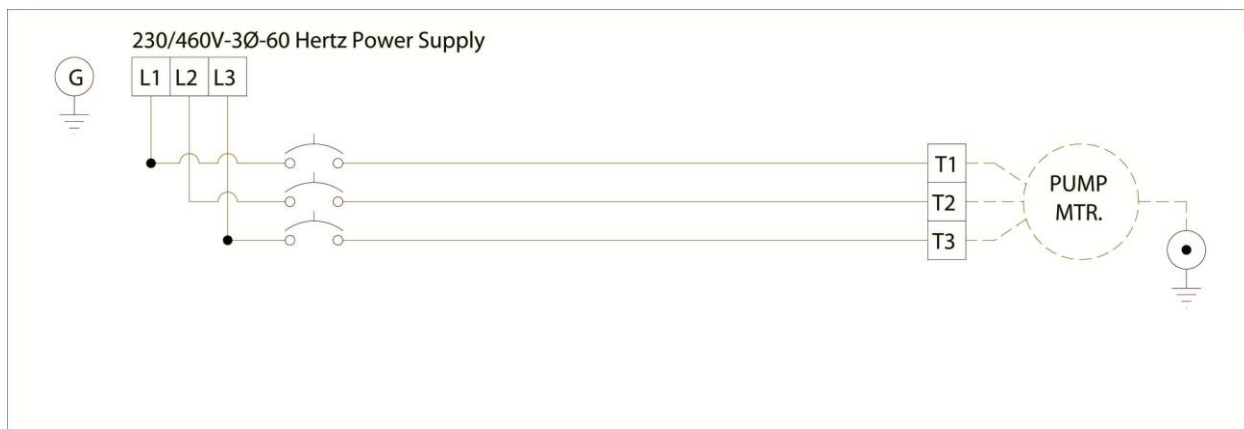 230/460V-3Ø-60 Hertz Power Supply
G
L1 L2 L3
T1
PUMP
T2
MTR.
T3